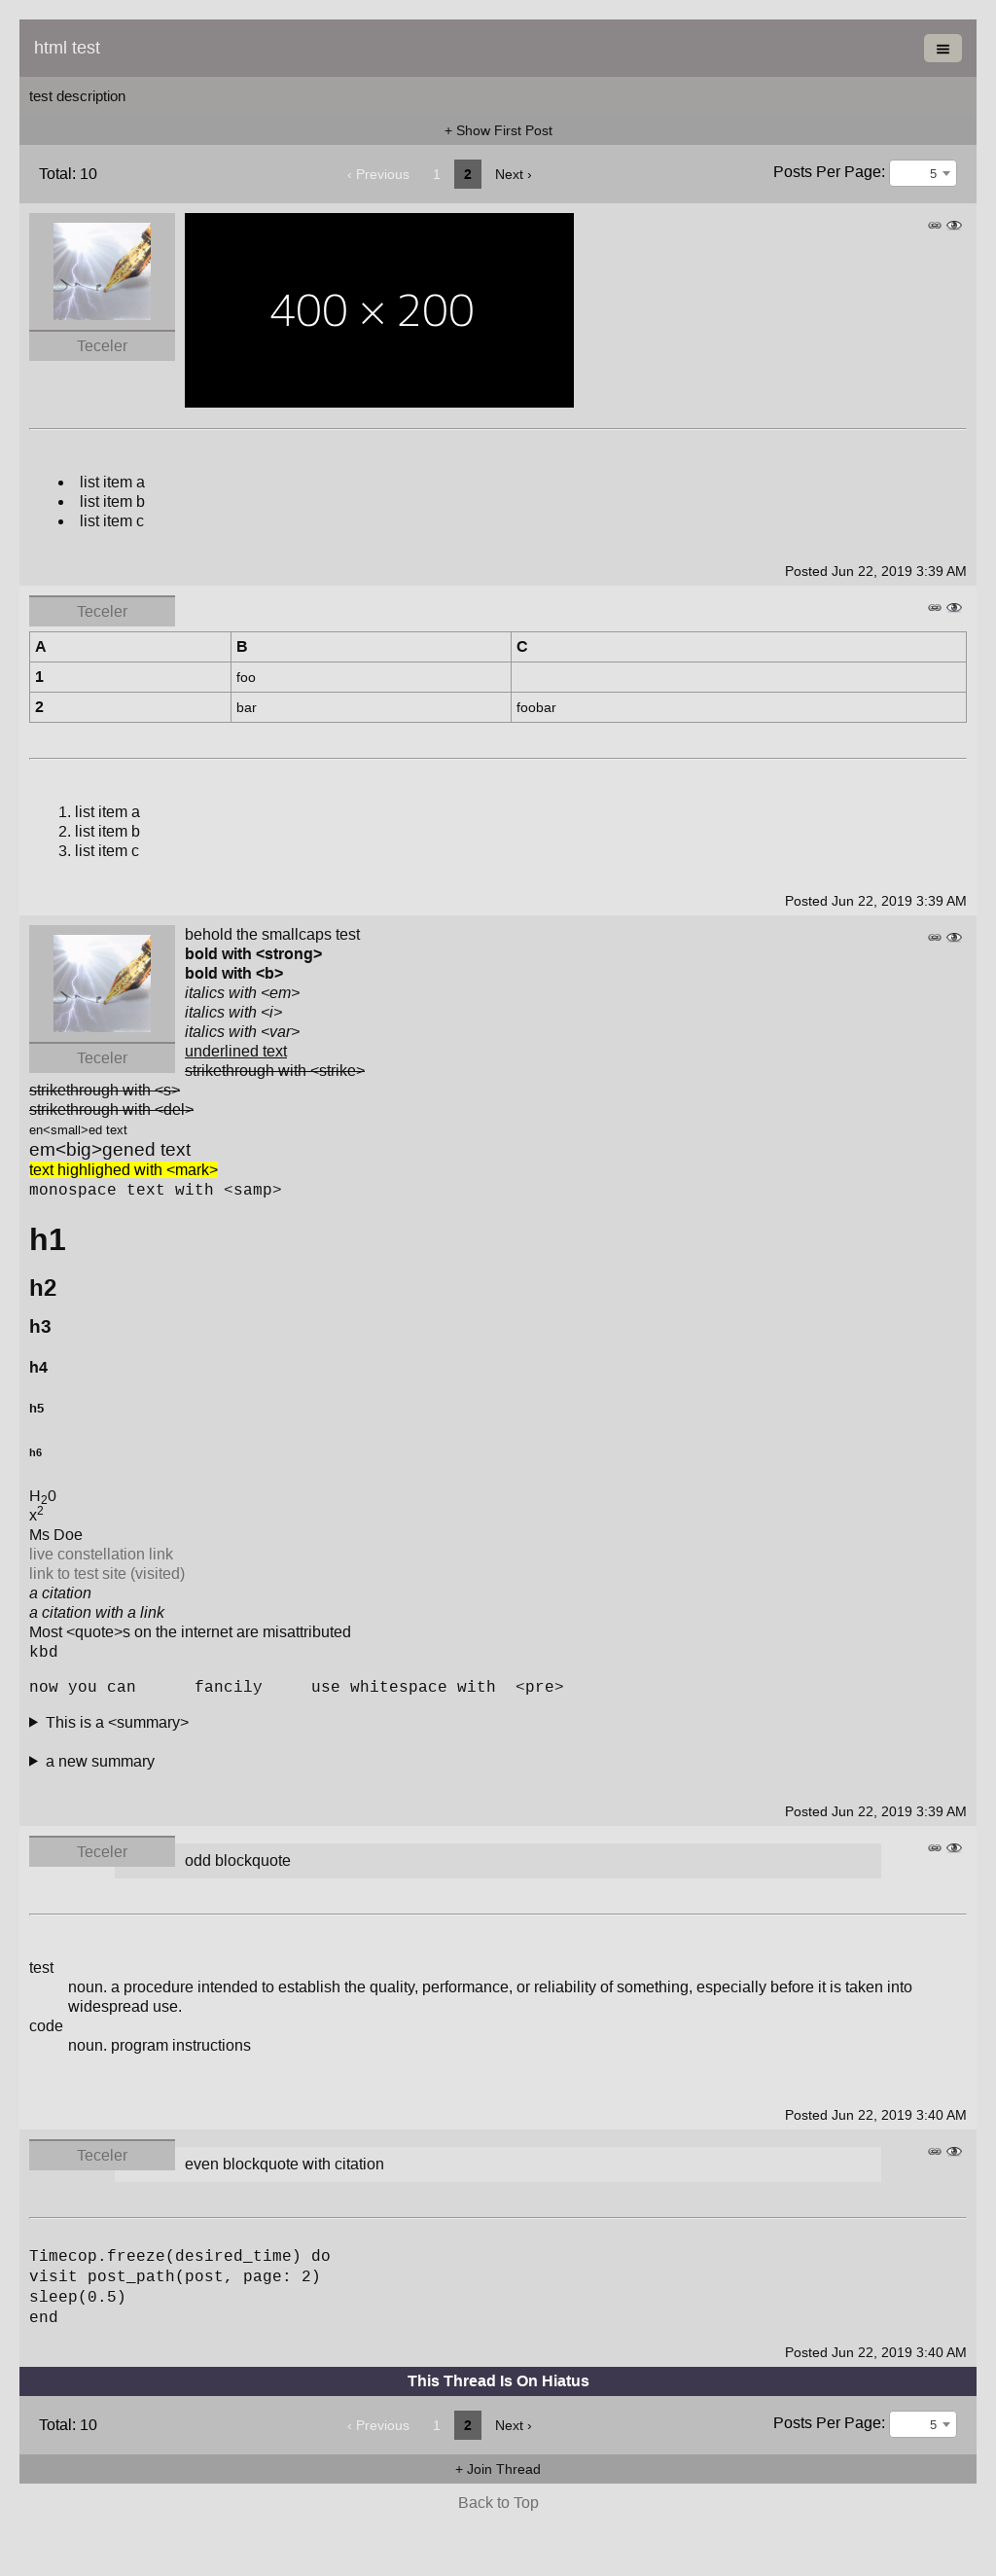 html test
test description
+ Show First Post
Total: 10 ‹ Previous 1 2 Next › Posts Per Page: 5
400 × 200
Teceler
• list item a
• list item b
• list item c
Posted Jun 22, 2019 3:39 AM
Teceler
A B C
1 foo
2 bar foobar
1. list item a
2. list item b
3. list item c
Posted Jun 22, 2019 3:39 AM
behold the smallcaps test
bold with <strong>
bold with <b>
italics with <em>
italics with <i>
italics with <var>
underlined text
Teceler
strikethrough with <strike>
strikethrough with <s>
strikethrough with <del>
en<small>ed text
em<big>gened text
text highlighed with <mark>
monospace text with <samp>
h1
h2
h3
h4
h5
h6
H20
x2
Ms Doe
live constellation link
link to test site (visited)
a citation
a citation with a link
Most <quote>s on the internet are misattributed
kbd
now you can      fancily     use whitespace with  <pre>
This is a <summary>
a new summary
Posted Jun 22, 2019 3:39 AM
Teceler
odd blockquote
test
noun. a procedure intended to establish the quality, performance, or reliability of something, especially before it is taken into
widespread use.
code
noun. program instructions
Posted Jun 22, 2019 3:40 AM
Teceler
even blockquote with citation
Timecop.freeze(desired_time) do
visit post_path(post, page: 2)
sleep(0.5)
end
Posted Jun 22, 2019 3:40 AM
This Thread Is On Hiatus
Total: 10 ‹ Previous 1 2 Next › Posts Per Page: 5
+ Join Thread
Back to Top